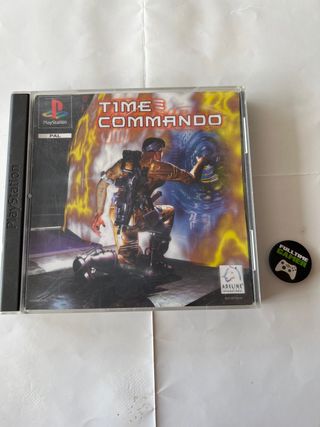 PlayStation
PlayStation
PAL
TIME
COMMANDO
ADELINE
FULLTIME
GAMER